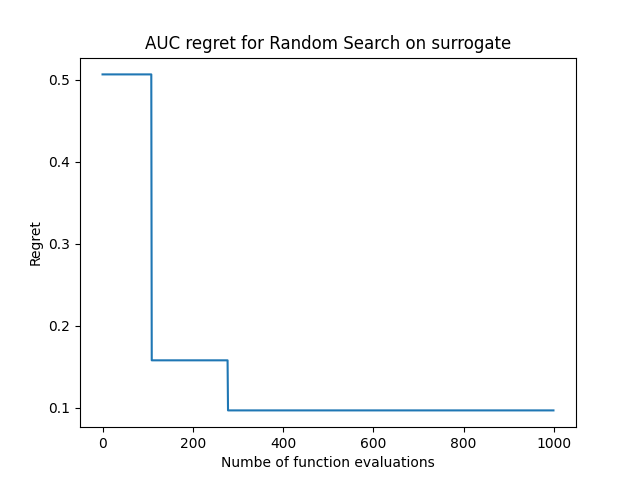 AUC regret for Random Search on surrogate
0.5
0.4
0.3
0.2
0.1
Regret
0 200 400 600 800 1000
Numbe of function evaluations